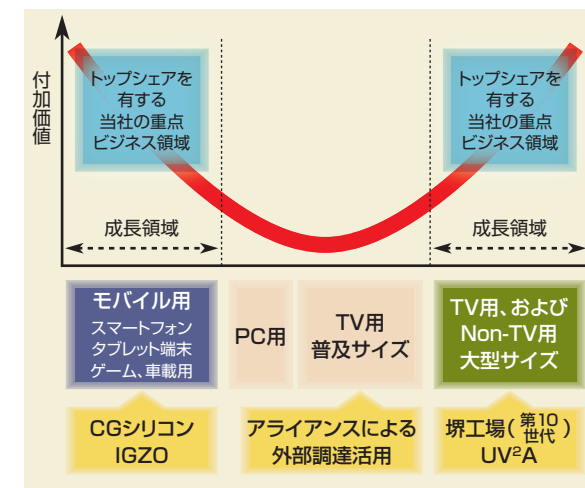 付加価値
トップシェアを
有する
当社の重点
ビジネス領域
トップシェアを
有する
当社の重点
ビジネス領域
成長領域
成長領域
モバイル用
スマートフォン
タブレット端末
ゲーム、車載用
PC用
TV用
普及サイズ
TV用、および
Non-TV用
大型サイズ
CGシリコン
IGZO
アライアンスによる
外部調達活用
堺工場(第10世代)
UV²A